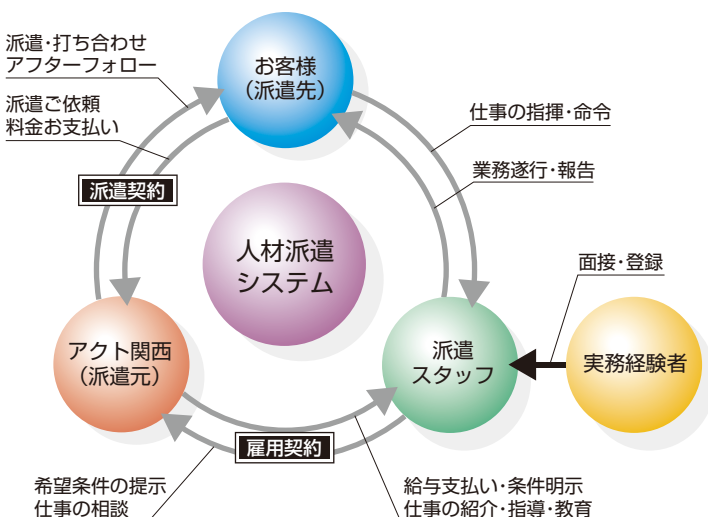 派遣・打ち合わせ
アフターフォロー
派遣ご依頼
料金お支払い
お客様
（派遣先）
仕事の指揮・命令
業務遂行・報告
派遣契約
人材派遣
システム
面接・登録
アクト関西
（派遣元）
派遣
スタッフ
実務経験者
雇用契約
希望条件の提示
仕事の相談
給与支払い・条件明示
仕事の紹介・指導・教育